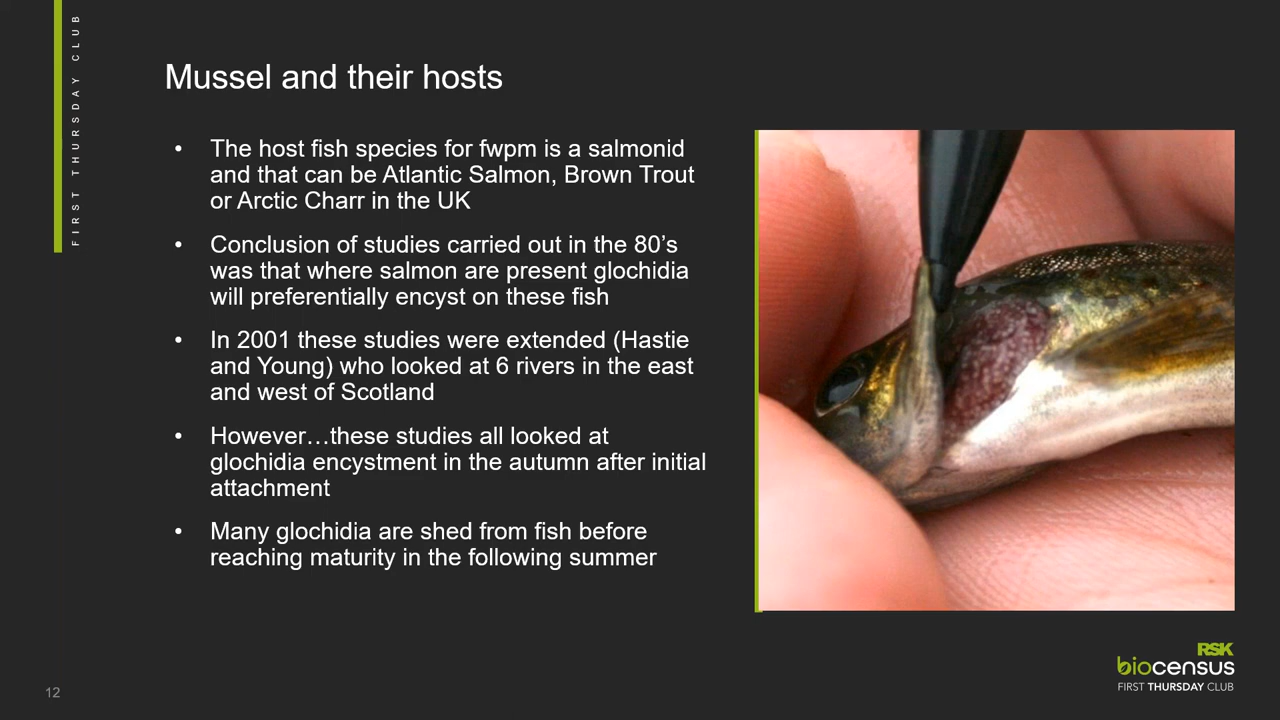 FIRST THURSDAY CLUB
Mussel and their hosts
• The host fish species for fwpm is a salmonid
and that can be Atlantic Salmon, Brown Trout
or Arctic Charr in the UK
• Conclusion of studies carried out in the 80’s
was that where salmon are present glochidia
will preferentially encyst on these fish
• In 2001 these studies were extended (Hastie
and Young) who looked at 6 rivers in the east
and west of Scotland
• However…these studies all looked at
glochidia encystment in the autumn after initial
attachment
• Many glochidia are shed from fish before
reaching maturity in the following summer
RSK
biocensus
FIRST THURSDAY CLUB
12